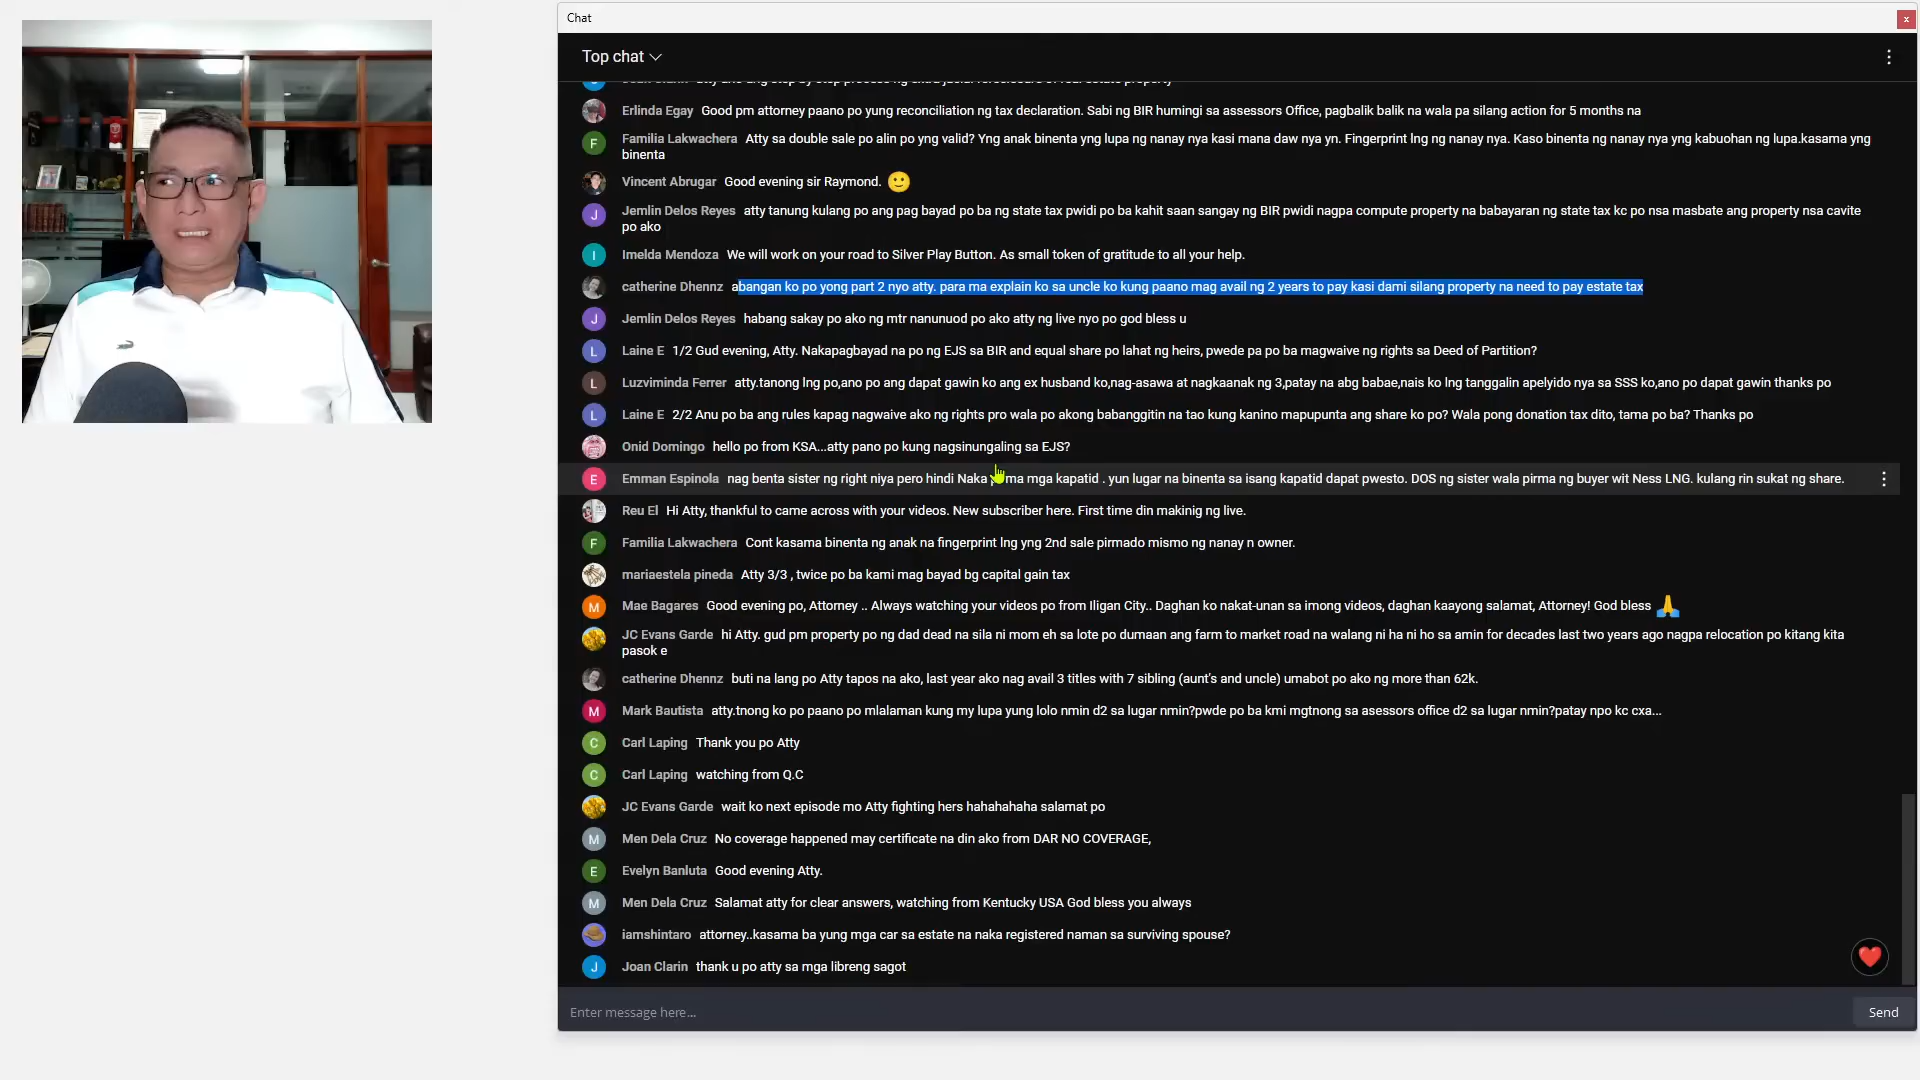 Chat
x
Top chat
Erlinda Egay Good pm attorney paano po yung reconciliation ng tax declaration. Sabi ng BIR humingi sa assessors Office, pagbalik balik na wala pa silang action for 5 months na
F Familia Lakwachera Atty sa double sale po alin po yng valid? Yng anak binenta yng lupa ng nanay nya kasi mana daw nya yn. Fingerprint lng ng nanay nya. Kaso binenta ng nanay nya yng kabuohan ng lupa.kasama yng
binenta
Vincent Abrugar Good evening sir Raymond. 🙂
J Jemlin Delos Reyes atty tanung kulang po ang pag bayad po ba ng state tax pwidi po ba kahit saan sangay ng BIR pwidi nagpa compute property na babayaran ng state tax kc po nsa masbate ang property nsa cavite
po ako
I Imelda Mendoza We will work on your road to Silver Play Button. As small token of gratitude to all your help.
catherine Dhennz abangan ko po yong part 2 nyo atty. para ma explain ko sa uncle ko kung paano mag avail ng 2 years to pay kasi dami silang property na need to pay estate tax
J Jemlin Delos Reyes habang sakay po ako ng mtr nanunuod po ako atty ng live nyo po god bless u
L Laine E 1/2 Gud evening, Atty. Nakapagbayad na po ng EJS sa BIR and equal share po lahat ng heirs, pwede pa po ba magwaive ng rights sa Deed of Partition?
L Luzviminda Ferrer atty.tanong lng po,ano po ang dapat gawin ko ang ex husband ko,nag-asawa at nagkaanak ng 3,patay na abg babae,nais ko lng tanggalin apelyido nya sa SSS ko,ano po dapat gawin thanks po
L Laine E 2/2 Anu po ba ang rules kapag nagwaive ako ng rights pro wala po akong babanggitin na tao kung kanino mapupunta ang share ko po? Wala pong donation tax dito, tama po ba? Thanks po
Onid Domingo hello po from KSA...atty pano po kung nagsinungaling sa EJS?
E Emman Espinola nag benta sister ng right niya pero hindi Naka ma mga kapatid . yun lugar na binenta sa isang kapatid dapat pwesto. DOS ng sister wala pirma ng buyer wit Ness LNG. kulang rin sukat ng share.
Reu El Hi Atty, thankful to came across with your videos. New subscriber here. First time din makinig ng live.
F Familia Lakwachera Cont kasama binenta ng anak na fingerprint lng yng 2nd sale pirmado mismo ng nanay n owner.
mariaestela pineda Atty 3/3 , twice po ba kami mag bayad bg capital gain tax
M Mae Bagares Good evening po, Attorney .. Always watching your videos po from Iligan City.. Daghan ko nakat-unan sa imong videos, daghan kaayong salamat, Attorney! God bless 🙏
JC Evans Garde hi Atty. gud pm property po ng dad dead na sila ni mom eh sa lote po dumaan ang farm to market road na walang ni ha ni ho sa amin for decades last two years ago nagpa relocation po kitang kita
pasok e
catherine Dhennz buti na lang po Atty tapos na ako, last year ako nag avail 3 titles with 7 sibling (aunt's and uncle) umabot po ako ng more than 62k.
M Mark Bautista atty.tnong ko po paano po mlalaman kung my lupa yung lolo nmin d2 sa lugar nmin?pwde po ba kmi mgtnong sa asessors office d2 sa lugar nmin?patay npo kc cxa...
C Carl Laping Thank you po Atty
C Carl Laping watching from Q.C
JC Evans Garde wait ko next episode mo Atty fighting hers hahahahaha salamat po
M Men Dela Cruz No coverage happened may certificate na din ako from DAR NO COVERAGE,
E Evelyn Banluta Good evening Atty.
M Men Dela Cruz Salamat atty for clear answers, watching from Kentucky USA God bless you always
iamshintaro attorney..kasama ba yung mga car sa estate na naka registered naman sa surviving spouse?
J Joan Clarin thank u po atty sa mga libreng sagot
Enter message here...
Send